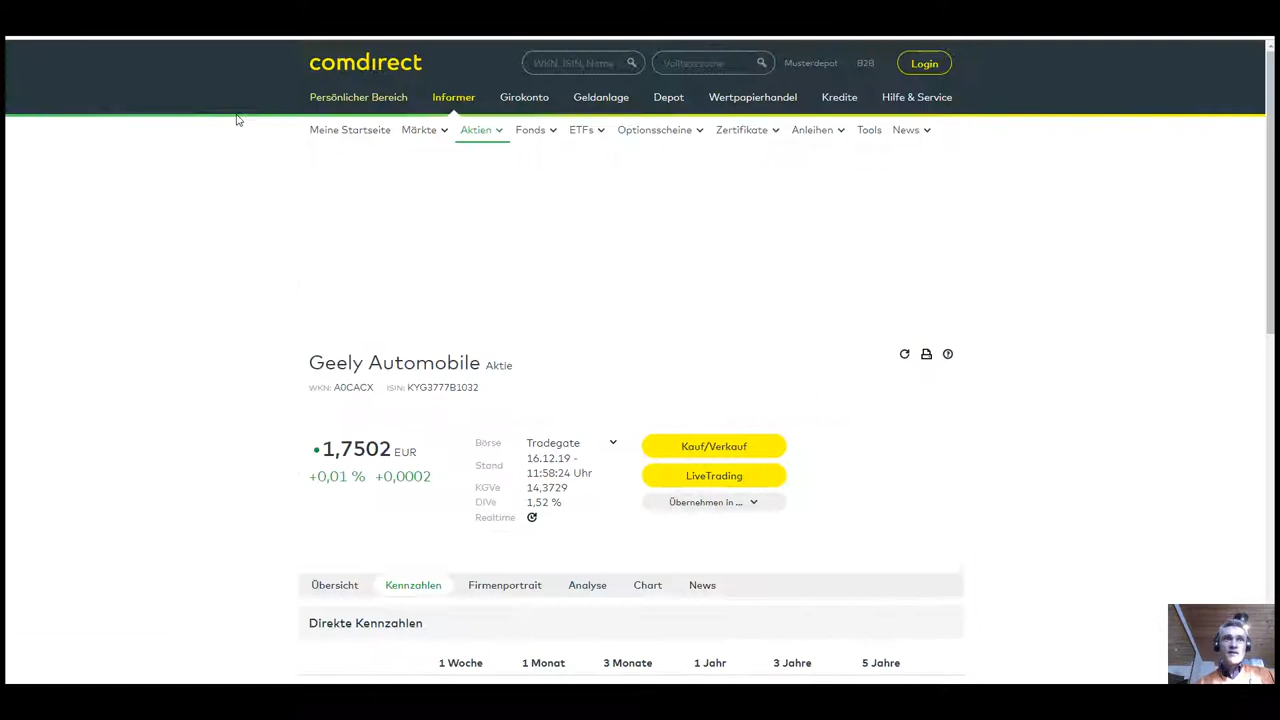 comdirect
WKN, ISIN, Name
Volltextsuche
Musterdepot
B2B
Login
Persönlicher Bereich Informer Girokonto Geldanlage Depot Wertpapierhandel Kredite Hilfe & Service
Meine Startseite Märkte Aktien Fonds ETFs Optionsscheine Zertifikate Anleihen Tools News
Geely Automobile Aktie
WKN: A0CACX ISIN: KYG3777B1032
1,7502 EUR
+0,01 % +0,0002
Börse Tradegate
Stand 16.12.19 -
11:58:24 Uhr
KGVe 14,3729
DIVe 1,52 %
Realtime
Kauf/Verkauf
LiveTrading
Übernehmen in ...
Übersicht Kennzahlen Firmenportrait Analyse Chart News
Direkte Kennzahlen
1 Woche 1 Monat 3 Monate 1 Jahr 3 Jahre 5 Jahre